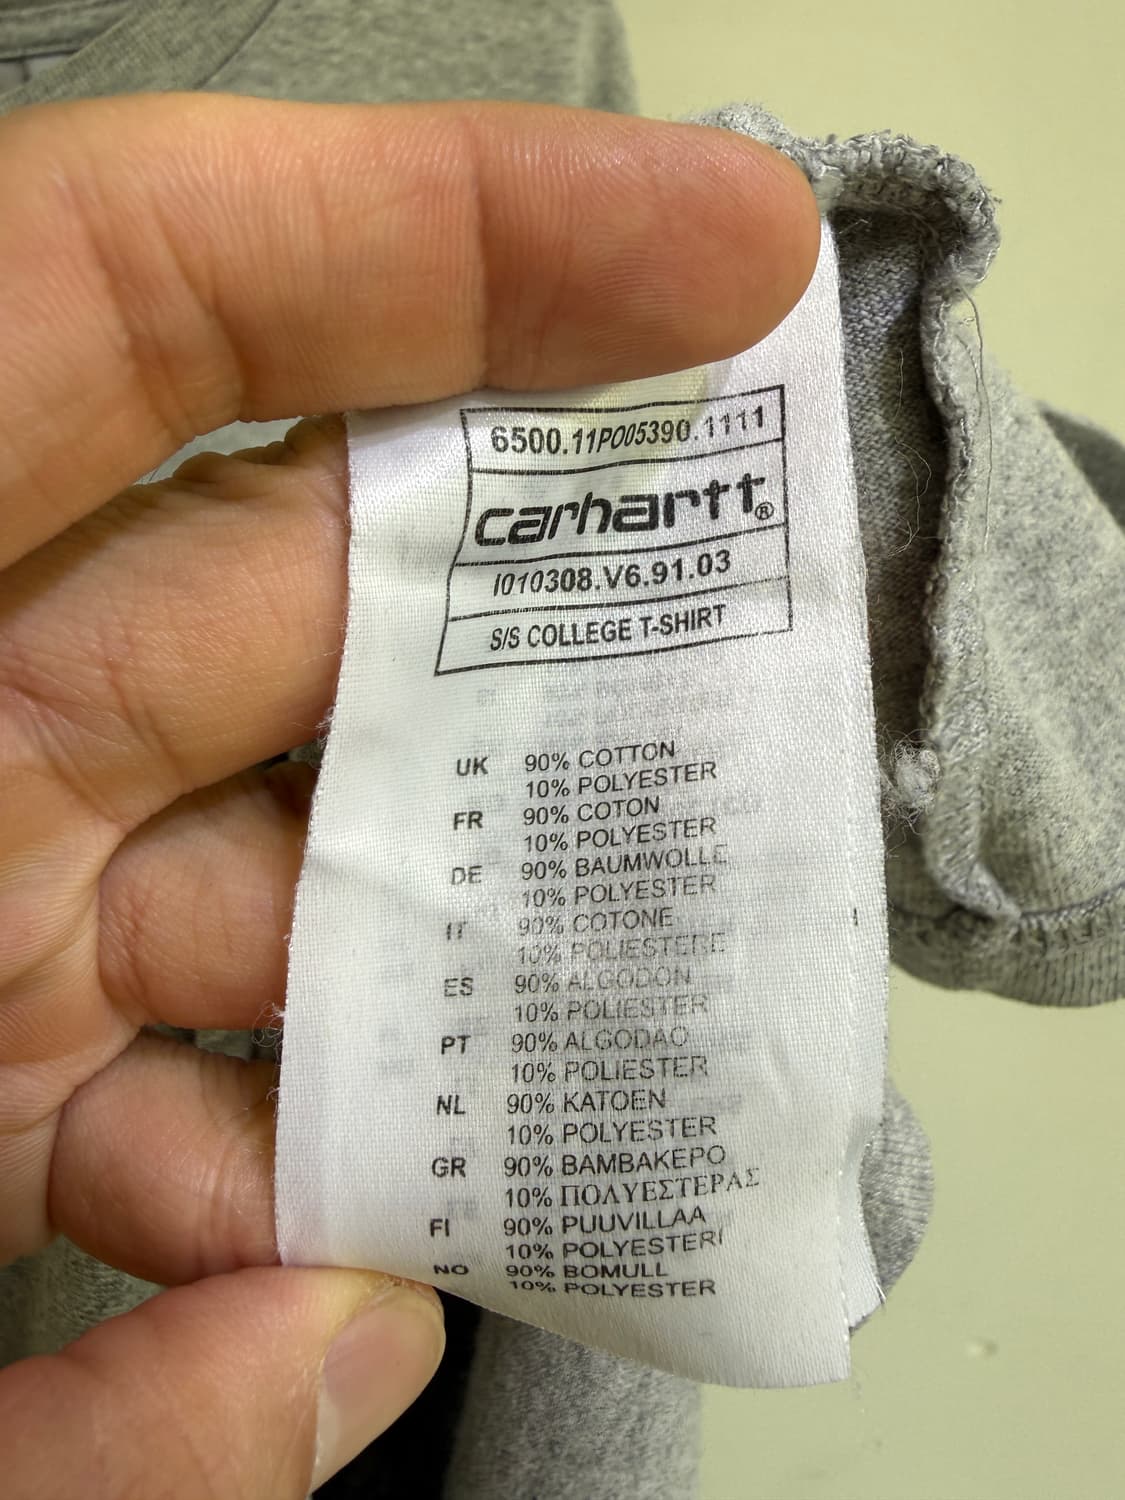 6500.11PO05390.1111
carhartt®
I010308.V6.91.03
S/S COLLEGE T-SHIRT
UK 90% COTTON
10% POLYESTER
FR 90% COTON
10% POLYESTER
DE 90% BAUMWOLLE
10% POLYESTER
IT 90% COTONE
10% POLIESTERE
ES 90% ALGODON
10% POLIESTER
PT 90% ALGODAO
10% POLIESTER
NL 90% KATOEN
10% POLYESTER
GR 90% ΒΑΜΒΑΚΕΡΟ
10% ΠΟΛΥΕΣΤΕΡΑΣ
FI 90% PUUVILLAA
10% POLYESTERI
NO 90% BOMULL
10% POLYESTER